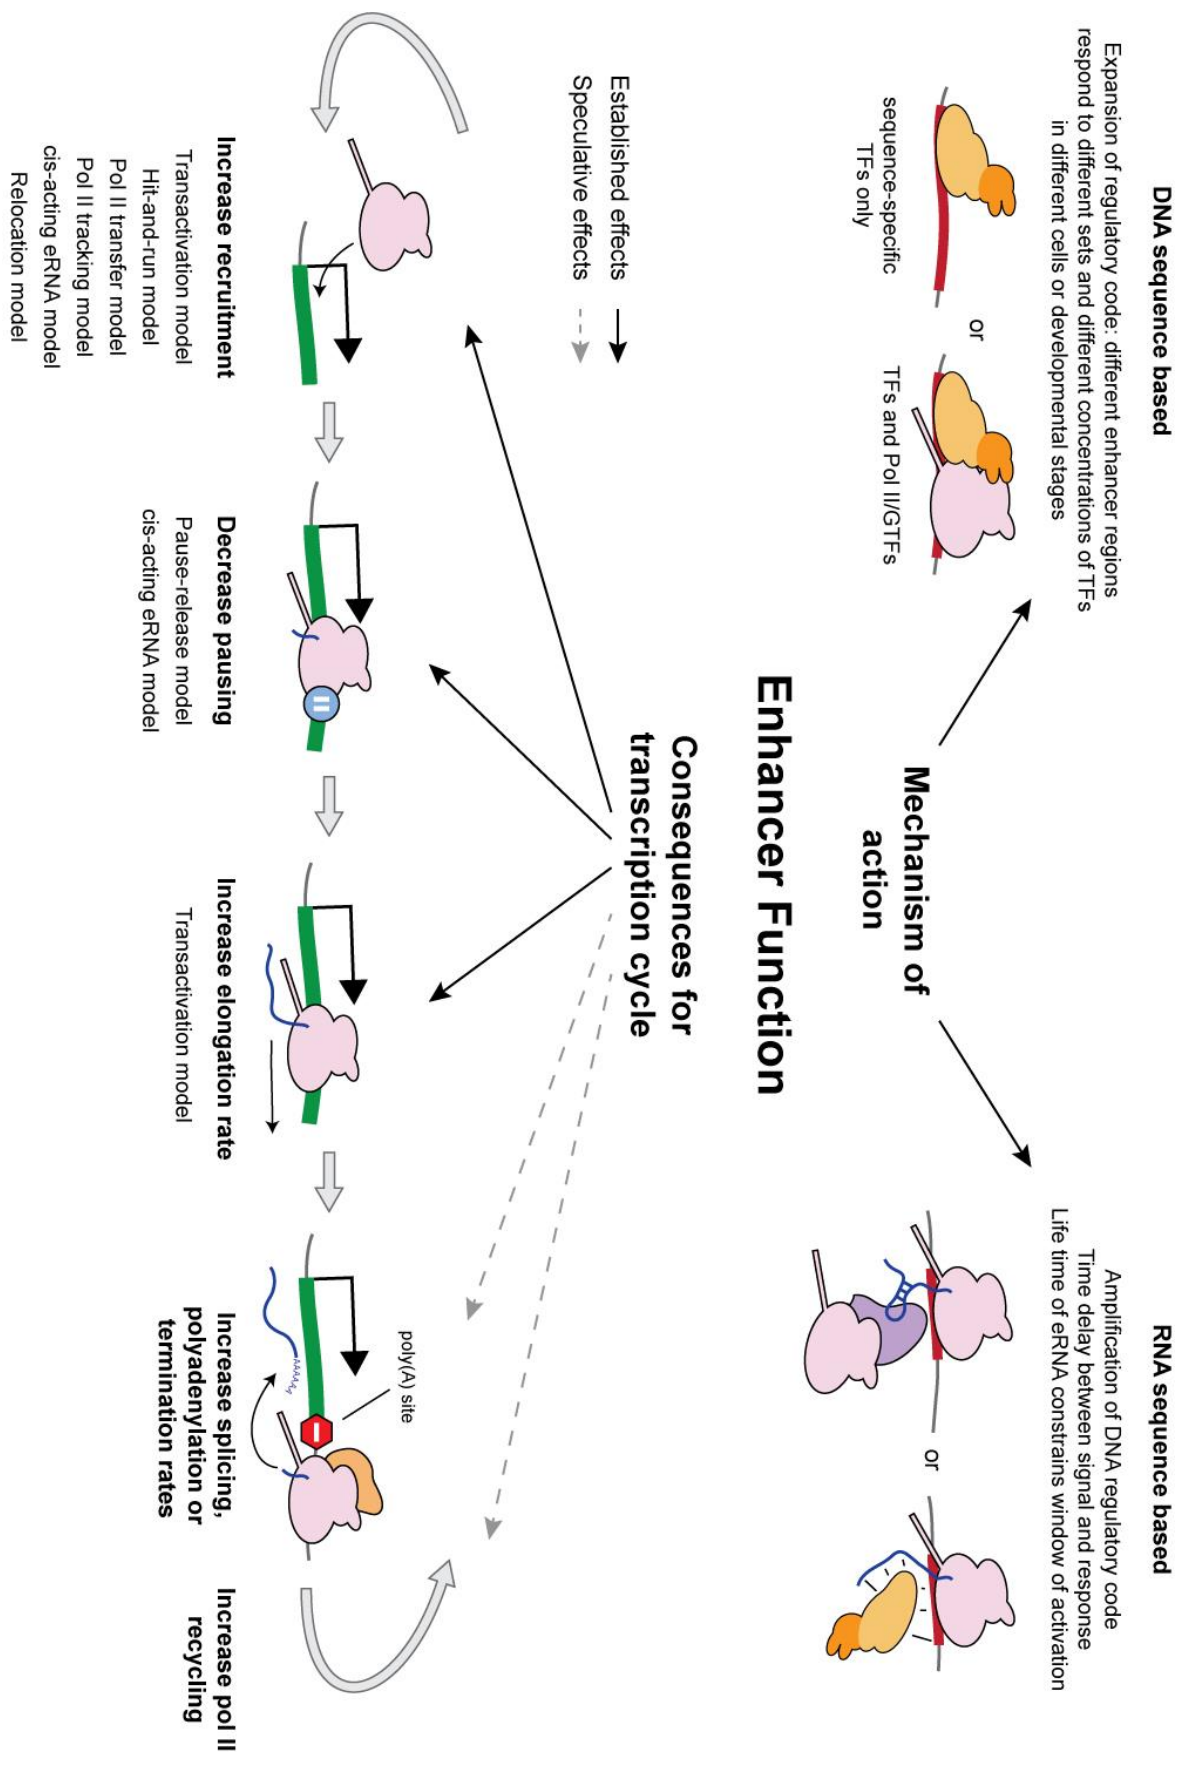 DNA sequence based
Expansion of regulatory code: different enhancer regions
respond to different sets and different concentrations of TFs
in different cells or developmental stages
or
sequence-specific
TFs only
TFs and Pol II/GTFs
Mechanism of
action
RNA sequence based
Amplification of DNA regulatory code
Time delay between signal and response
Life time of eRNA constrains window of activation
or
Enhancer Function
Consequences for
transcription cycle
Established effects
Speculative effects
Increase recruitment
Transactivation model
Hit-and-run model
Pol II transfer model
Pol II tracking model
cis-acting eRNA model
Relocation model
Decrease pausing
Pause-release model
cis-acting eRNA model
Increase elongation rate
Transactivation model
poly(A) site
AAAAA
Increase splicing,
polyadenylation or
termination rates
Increase pol II
recycling